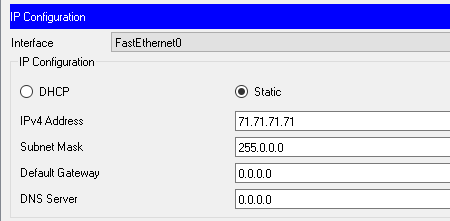 IP Configuration
Interface FastEthernet0
IP Configuration
DHCP Static
IPv4 Address 71.71.71.71
Subnet Mask 255.0.0.0
Default Gateway 0.0.0.0
DNS Server 0.0.0.0